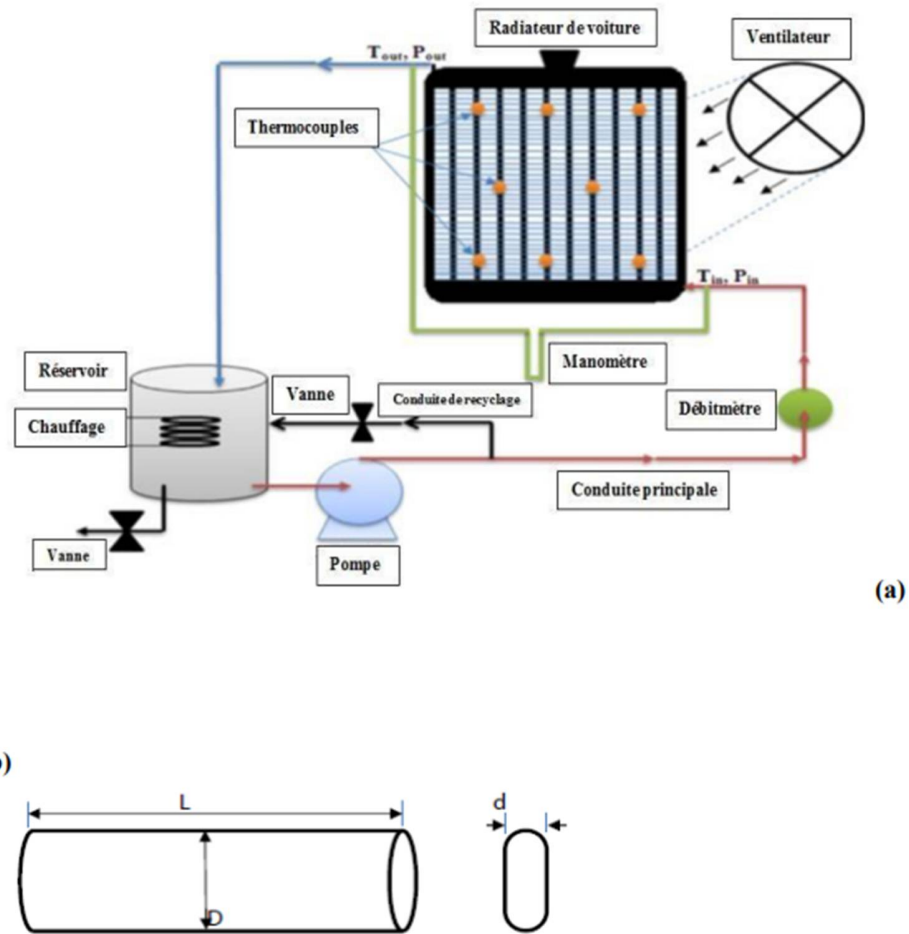 Radiateur de voiture
Ventilateur
Tout, Pout
Thermocouples
Tin, Pin
Réservoir
Manomètre
Vanne
Conduite de recyclage
Débitmètre
Chauffage
Conduite principale
Vanne
Pompe
(a)
)
L
d
D